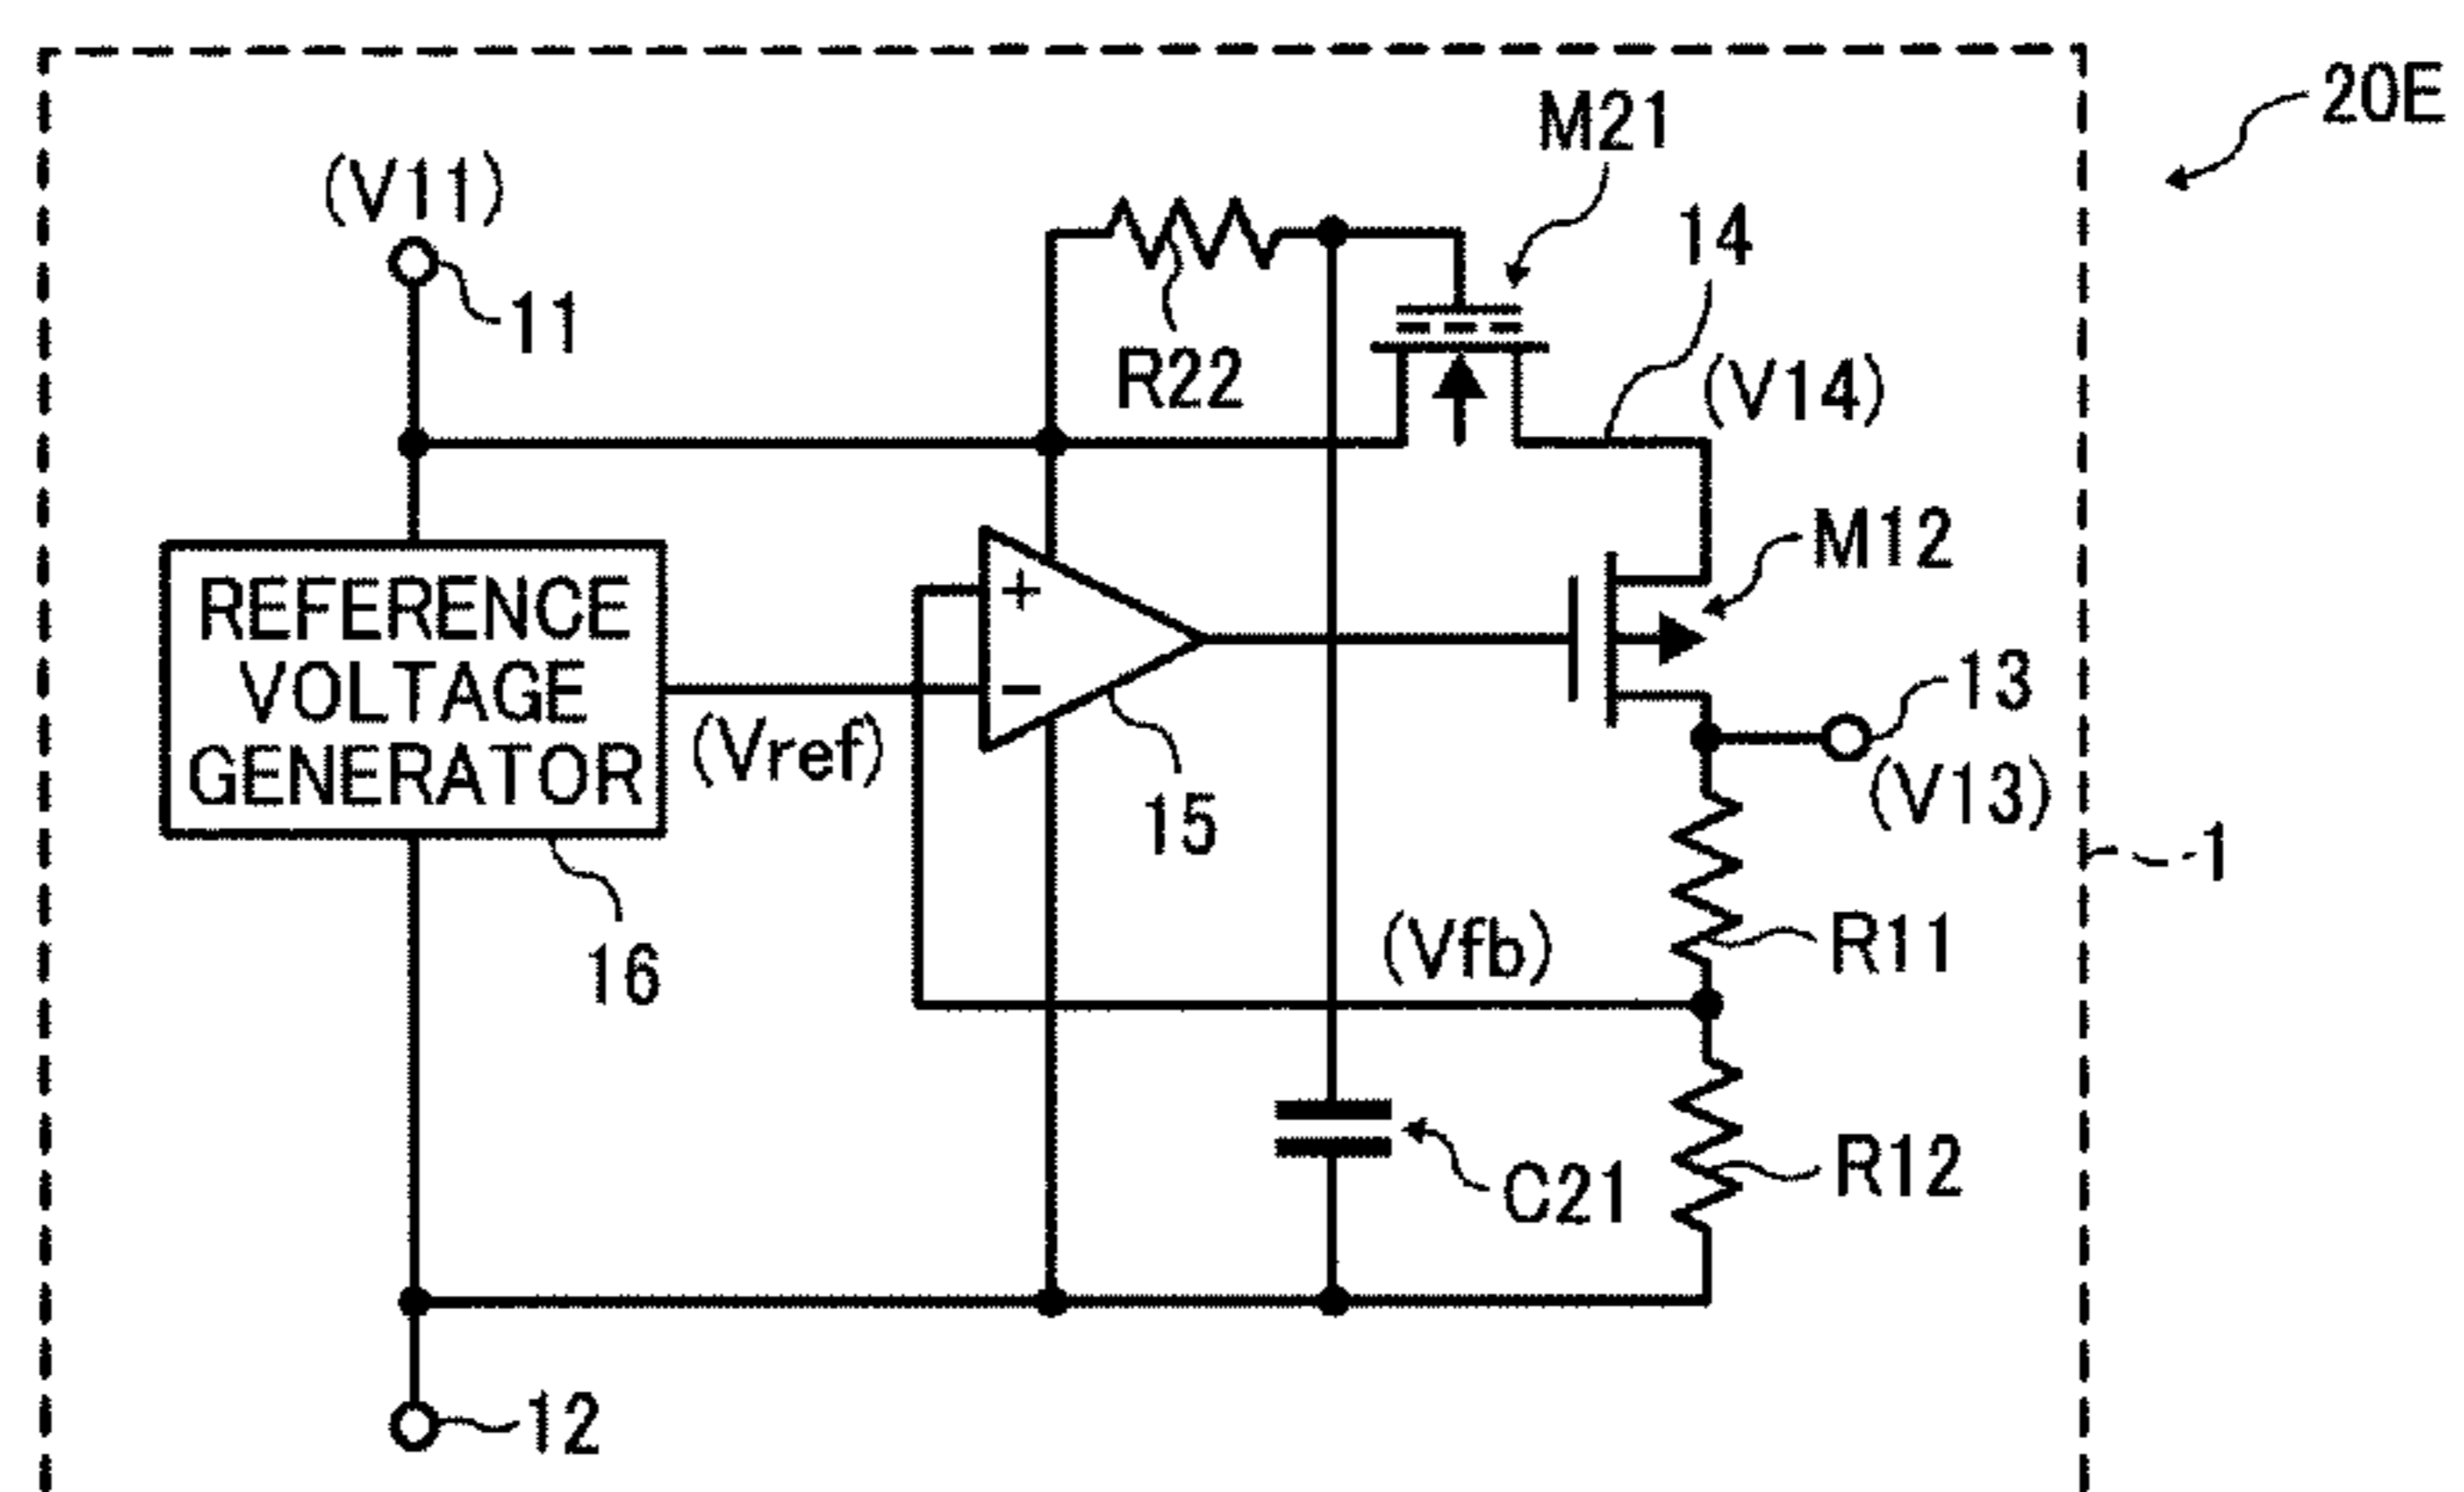 20E
M21
(V11)
14
11
R22
(V14)
M12
REFERENCE
VOLTAGE
GENERATOR
+
−
13
(Vref)
(V13)
15
1
(Vfb)
R11
16
R12
C21
12